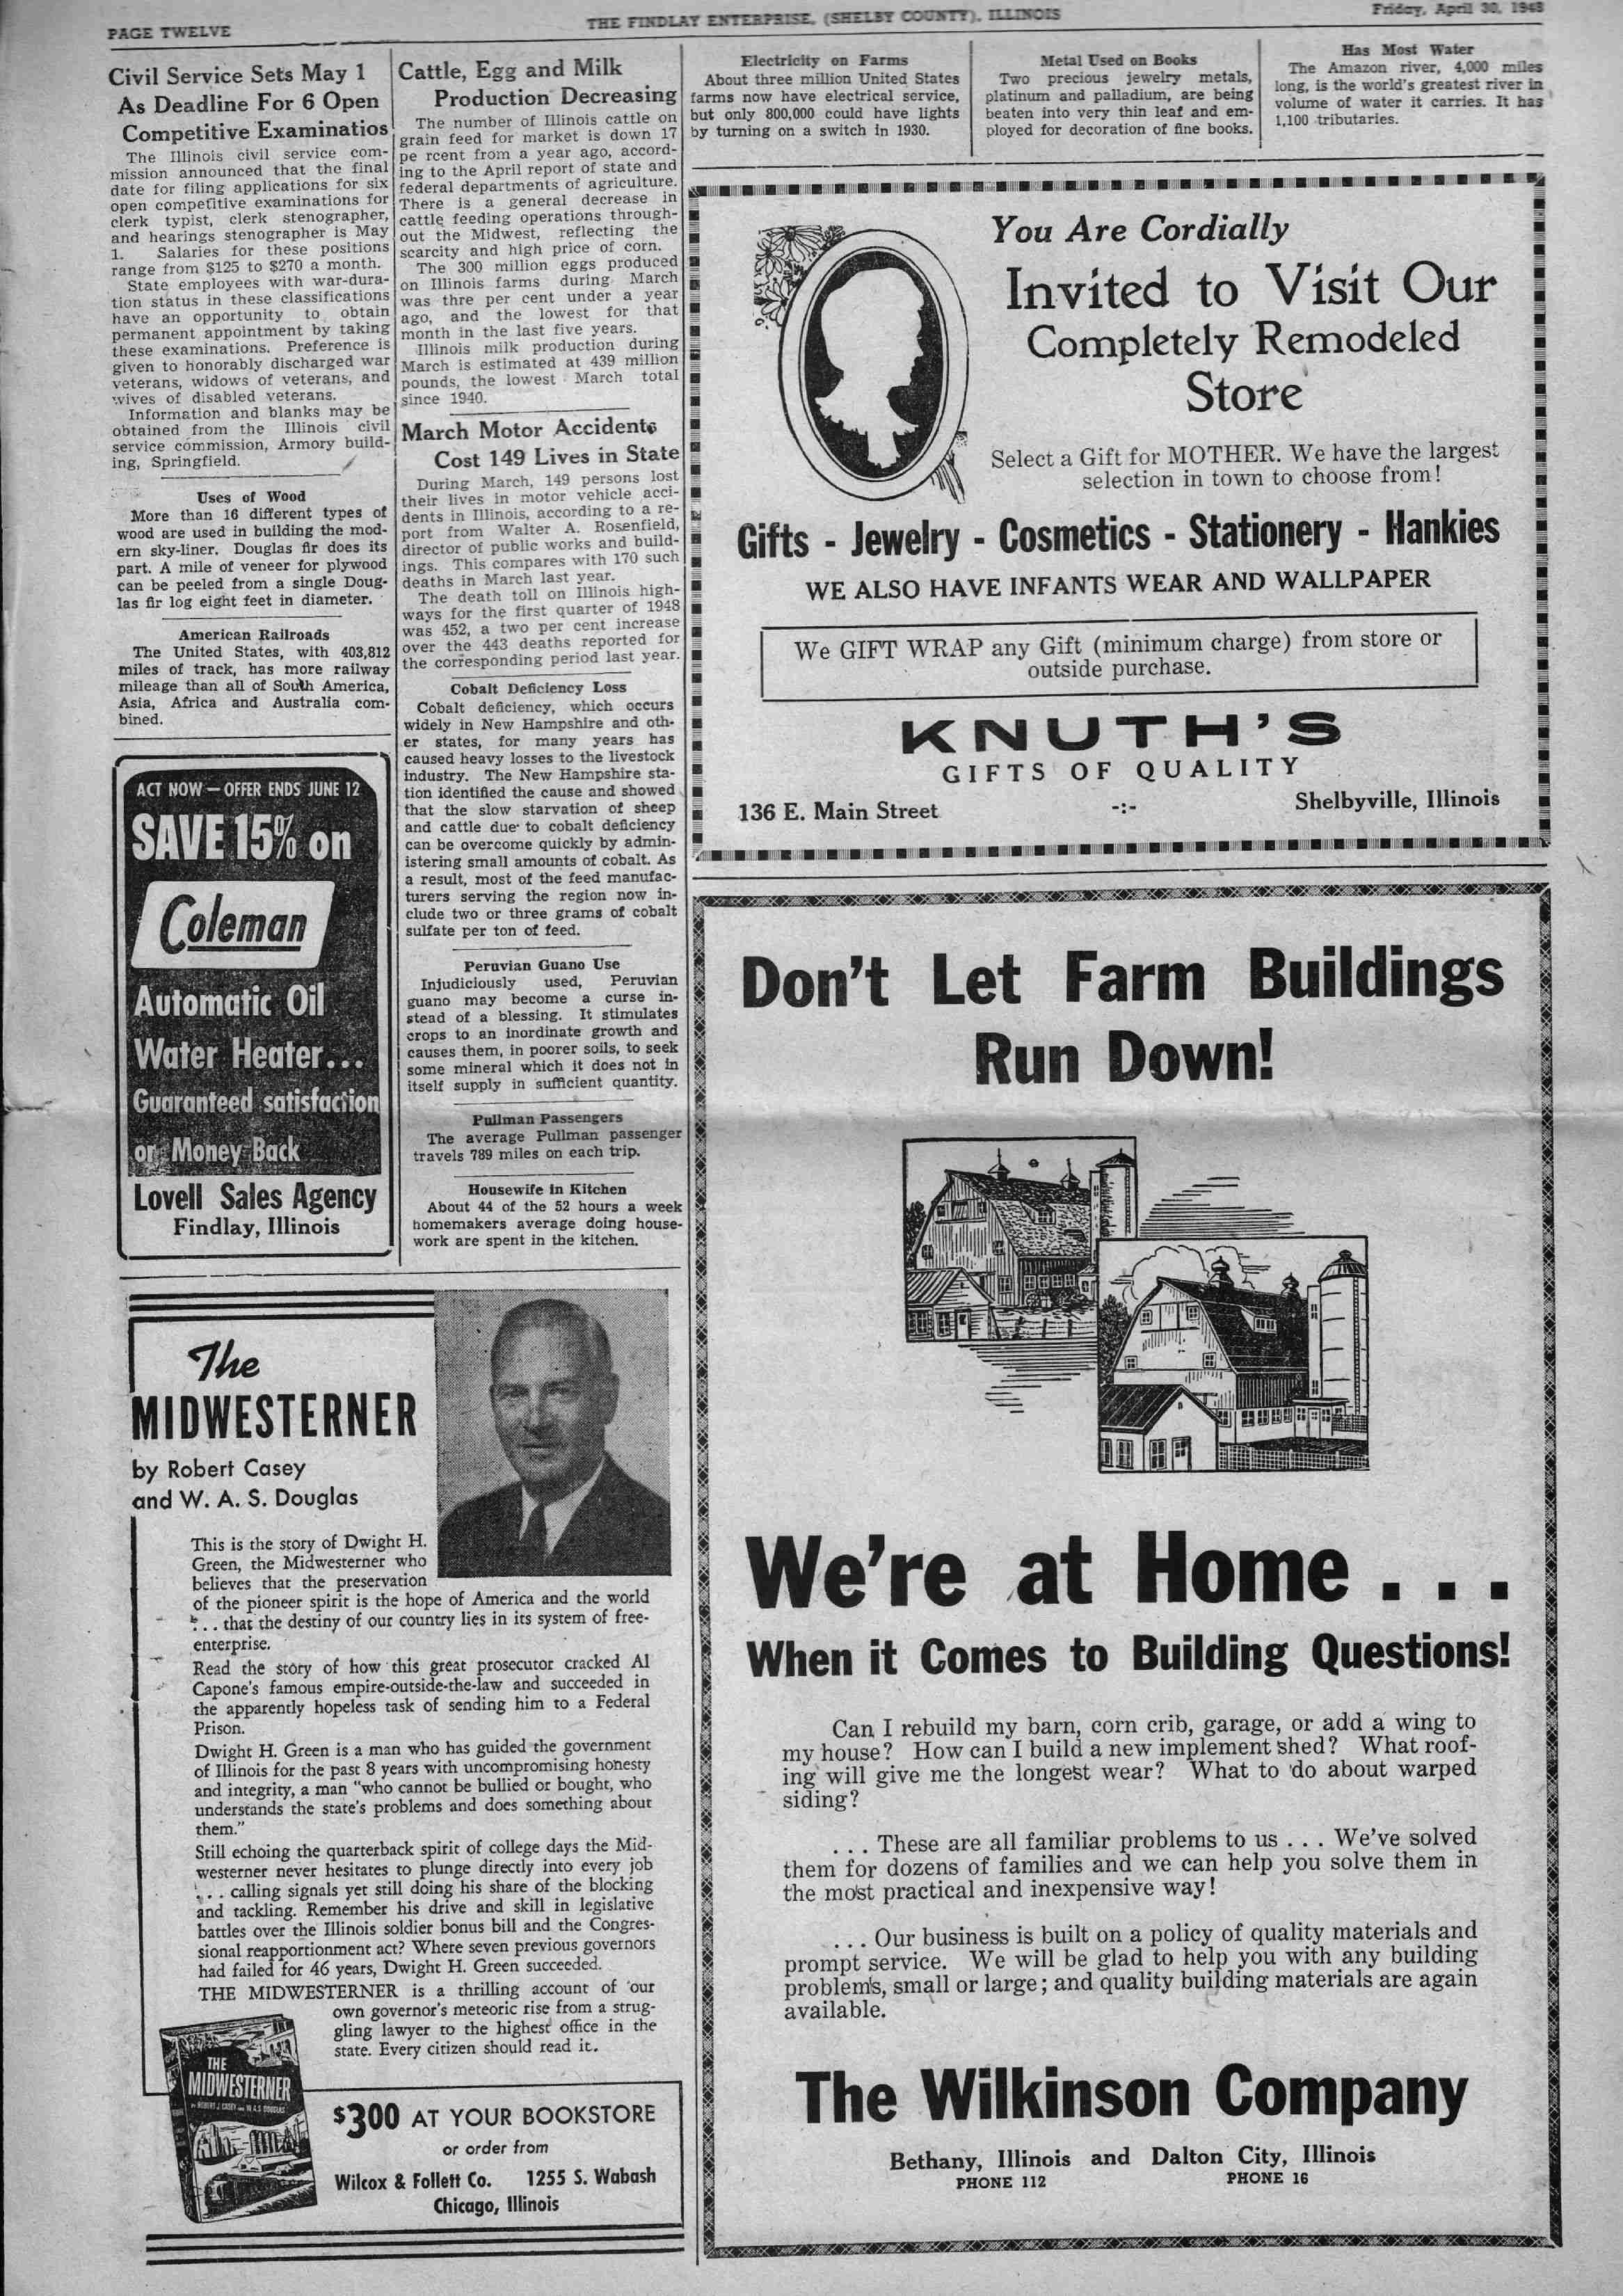 PAGE TWELVE
THE FINDLAY ENTERPRISE, (SHELBY COUNTY), ILLINOIS
Friday, April 30, 1948
Civil Service Sets May 1
As Deadline For 6 Open
Competitive Examinatios
The Illinois civil service com-
mission announced that the final
date for filing applications for six
open competitive examinations for
clerk typist, clerk stenographer,
and hearings stenographer is May
1. Salaries for these positions
range from $125 to $270 a month.
State employees with war-dura-
tion status in these classifications
have an opportunity to obtain
permanent appointment by taking
these examinations. Preference is
given to honorably discharged war
veterans, widows of veterans, and
wives of disabled veterans.
Information and blanks may be
obtained from the Illinois civil
service commission, Armory build-
ing, Springfield.
Uses of Wood
More than 16 different types of
wood are used in building the mod-
ern sky-liner. Douglas fir does its
part. A mile of veneer for plywood
can be peeled from a single Doug-
las fir log eight feet in diameter.
American Railroads
The United States, with 403,812
miles of track, has more railway
mileage than all of South America,
Asia, Africa and Australia com-
bined.
ACT NOW — OFFER ENDS JUNE 12
SAVE 15% on
Coleman
Automatic Oil
Water Heater...
Guaranteed satisfaction
or Money Back
Lovell Sales Agency
Findlay, Illinois
Cattle, Egg and Milk
Production Decreasing
The number of Illinois cattle on
grain feed for market is down 17
pe rcent from a year ago, accord-
ing to the April report of state and
federal departments of agriculture.
There is a general decrease in
cattle feeding operations through-
out the Midwest, reflecting the
scarcity and high price of corn.
The 300 million eggs produced
on Illinois farms during March
was thre per cent under a year
ago, and the lowest for that
month in the last five years.
Illinois milk production during
March is estimated at 439 million
pounds, the lowest March total
since 1940.
March Motor Accidents
Cost 149 Lives in State
During March, 149 persons lost
their lives in motor vehicle acci-
dents in Illinois, according to a re-
port from Walter A. Rosenfield,
director of public works and build-
ings. This compares with 170 such
deaths in March last year.
The death toll on Illinois high-
ways for the first quarter of 1948
was 452, a two per cent increase
over the 443 deaths reported for
the corresponding period last year.
Cobalt Deficiency Loss
Cobalt deficiency, which occurs
widely in New Hampshire and oth-
er states, for many years has
caused heavy losses to the livestock
industry. The New Hampshire sta-
tion identified the cause and showed
that the slow starvation of sheep
and cattle due to cobalt deficiency
can be overcome quickly by admin-
istering small amounts of cobalt. As
a result, most of the feed manufac-
turers serving the region now in-
clude two or three grams of cobalt
sulfate per ton of feed.
Peruvian Guano Use
Injudiciously used, Peruvian
guano may become a curse in-
stead of a blessing. It stimulates
crops to an inordinate growth and
causes them, in poorer soils, to seek
some mineral which it does not in
itself supply in sufficient quantity.
Pullman Passengers
The average Pullman passenger
travels 789 miles on each trip.
Housewife in Kitchen
About 44 of the 52 hours a week
homemakers average doing house-
work are spent in the kitchen.
Electricity on Farms
About three million United States
farms now have electrical service,
but only 800,000 could have lights
by turning on a switch in 1930.
Metal Used on Books
Two precious jewelry metals,
platinum and palladium, are being
beaten into very thin leaf and em-
ployed for decoration of fine books.
Has Most Water
The Amazon river, 4,000 miles
long, is the world's greatest river in
volume of water it carries. It has
1,100 tributaries.
You Are Cordially
Invited to Visit Our
Completely Remodeled
Store
Select a Gift for MOTHER. We have the largest
selection in town to choose from!
Gifts - Jewelry - Cosmetics - Stationery - Hankies
WE ALSO HAVE INFANTS WEAR AND WALLPAPER
We GIFT WRAP any Gift (minimum charge) from store or
outside purchase.
KNUTH'S
GIFTS OF QUALITY
136 E. Main Street -:- Shelbyville, Illinois
Don't Let Farm Buildings
Run Down!
We're at Home . . .
When it Comes to Building Questions!
Can I rebuild my barn, corn crib, garage, or add a wing to
my house? How can I build a new implement shed? What roof-
ing will give me the longest wear? What to do about warped
siding?
. . . These are all familiar problems to us . . . We've solved
them for dozens of families and we can help you solve them in
the most practical and inexpensive way!
. . . Our business is built on a policy of quality materials and
prompt service. We will be glad to help you with any building
problems, small or large; and quality building materials are again
available.
The Wilkinson Company
Bethany, Illinois and Dalton City, Illinois
PHONE 112 PHONE 16
The
MIDWESTERNER
by Robert Casey
and W. A. S. Douglas
This is the story of Dwight H.
Green, the Midwesterner who
believes that the preservation
of the pioneer spirit is the hope of America and the world
. . . that the destiny of our country lies in its system of free-
enterprise.
Read the story of how this great prosecutor cracked Al
Capone's famous empire-outside-the-law and succeeded in
the apparently hopeless task of sending him to a Federal
Prison.
Dwight H. Green is a man who has guided the government
of Illinois for the past 8 years with uncompromising honesty
and integrity, a man "who cannot be bullied or bought, who
understands the state's problems and does something about
them."
Still echoing the quarterback spirit of college days the Mid-
westerner never hesitates to plunge directly into every job
. . . calling signals yet still doing his share of the blocking
and tackling. Remember his drive and skill in legislative
battles over the Illinois soldier bonus bill and the Congres-
sional reapportionment act? Where seven previous governors
had failed for 46 years, Dwight H. Green succeeded.
THE MIDWESTERNER is a thrilling account of our
own governor's meteoric rise from a strug-
gling lawyer to the highest office in the
state. Every citizen should read it.
THE
MIDWESTERNER
BY ROBERT J. CASEY and W. A. S. DOUGLAS
$3.00 AT YOUR BOOKSTORE
or order from
Wilcox & Follett Co. 1255 S. Wabash
Chicago, Illinois